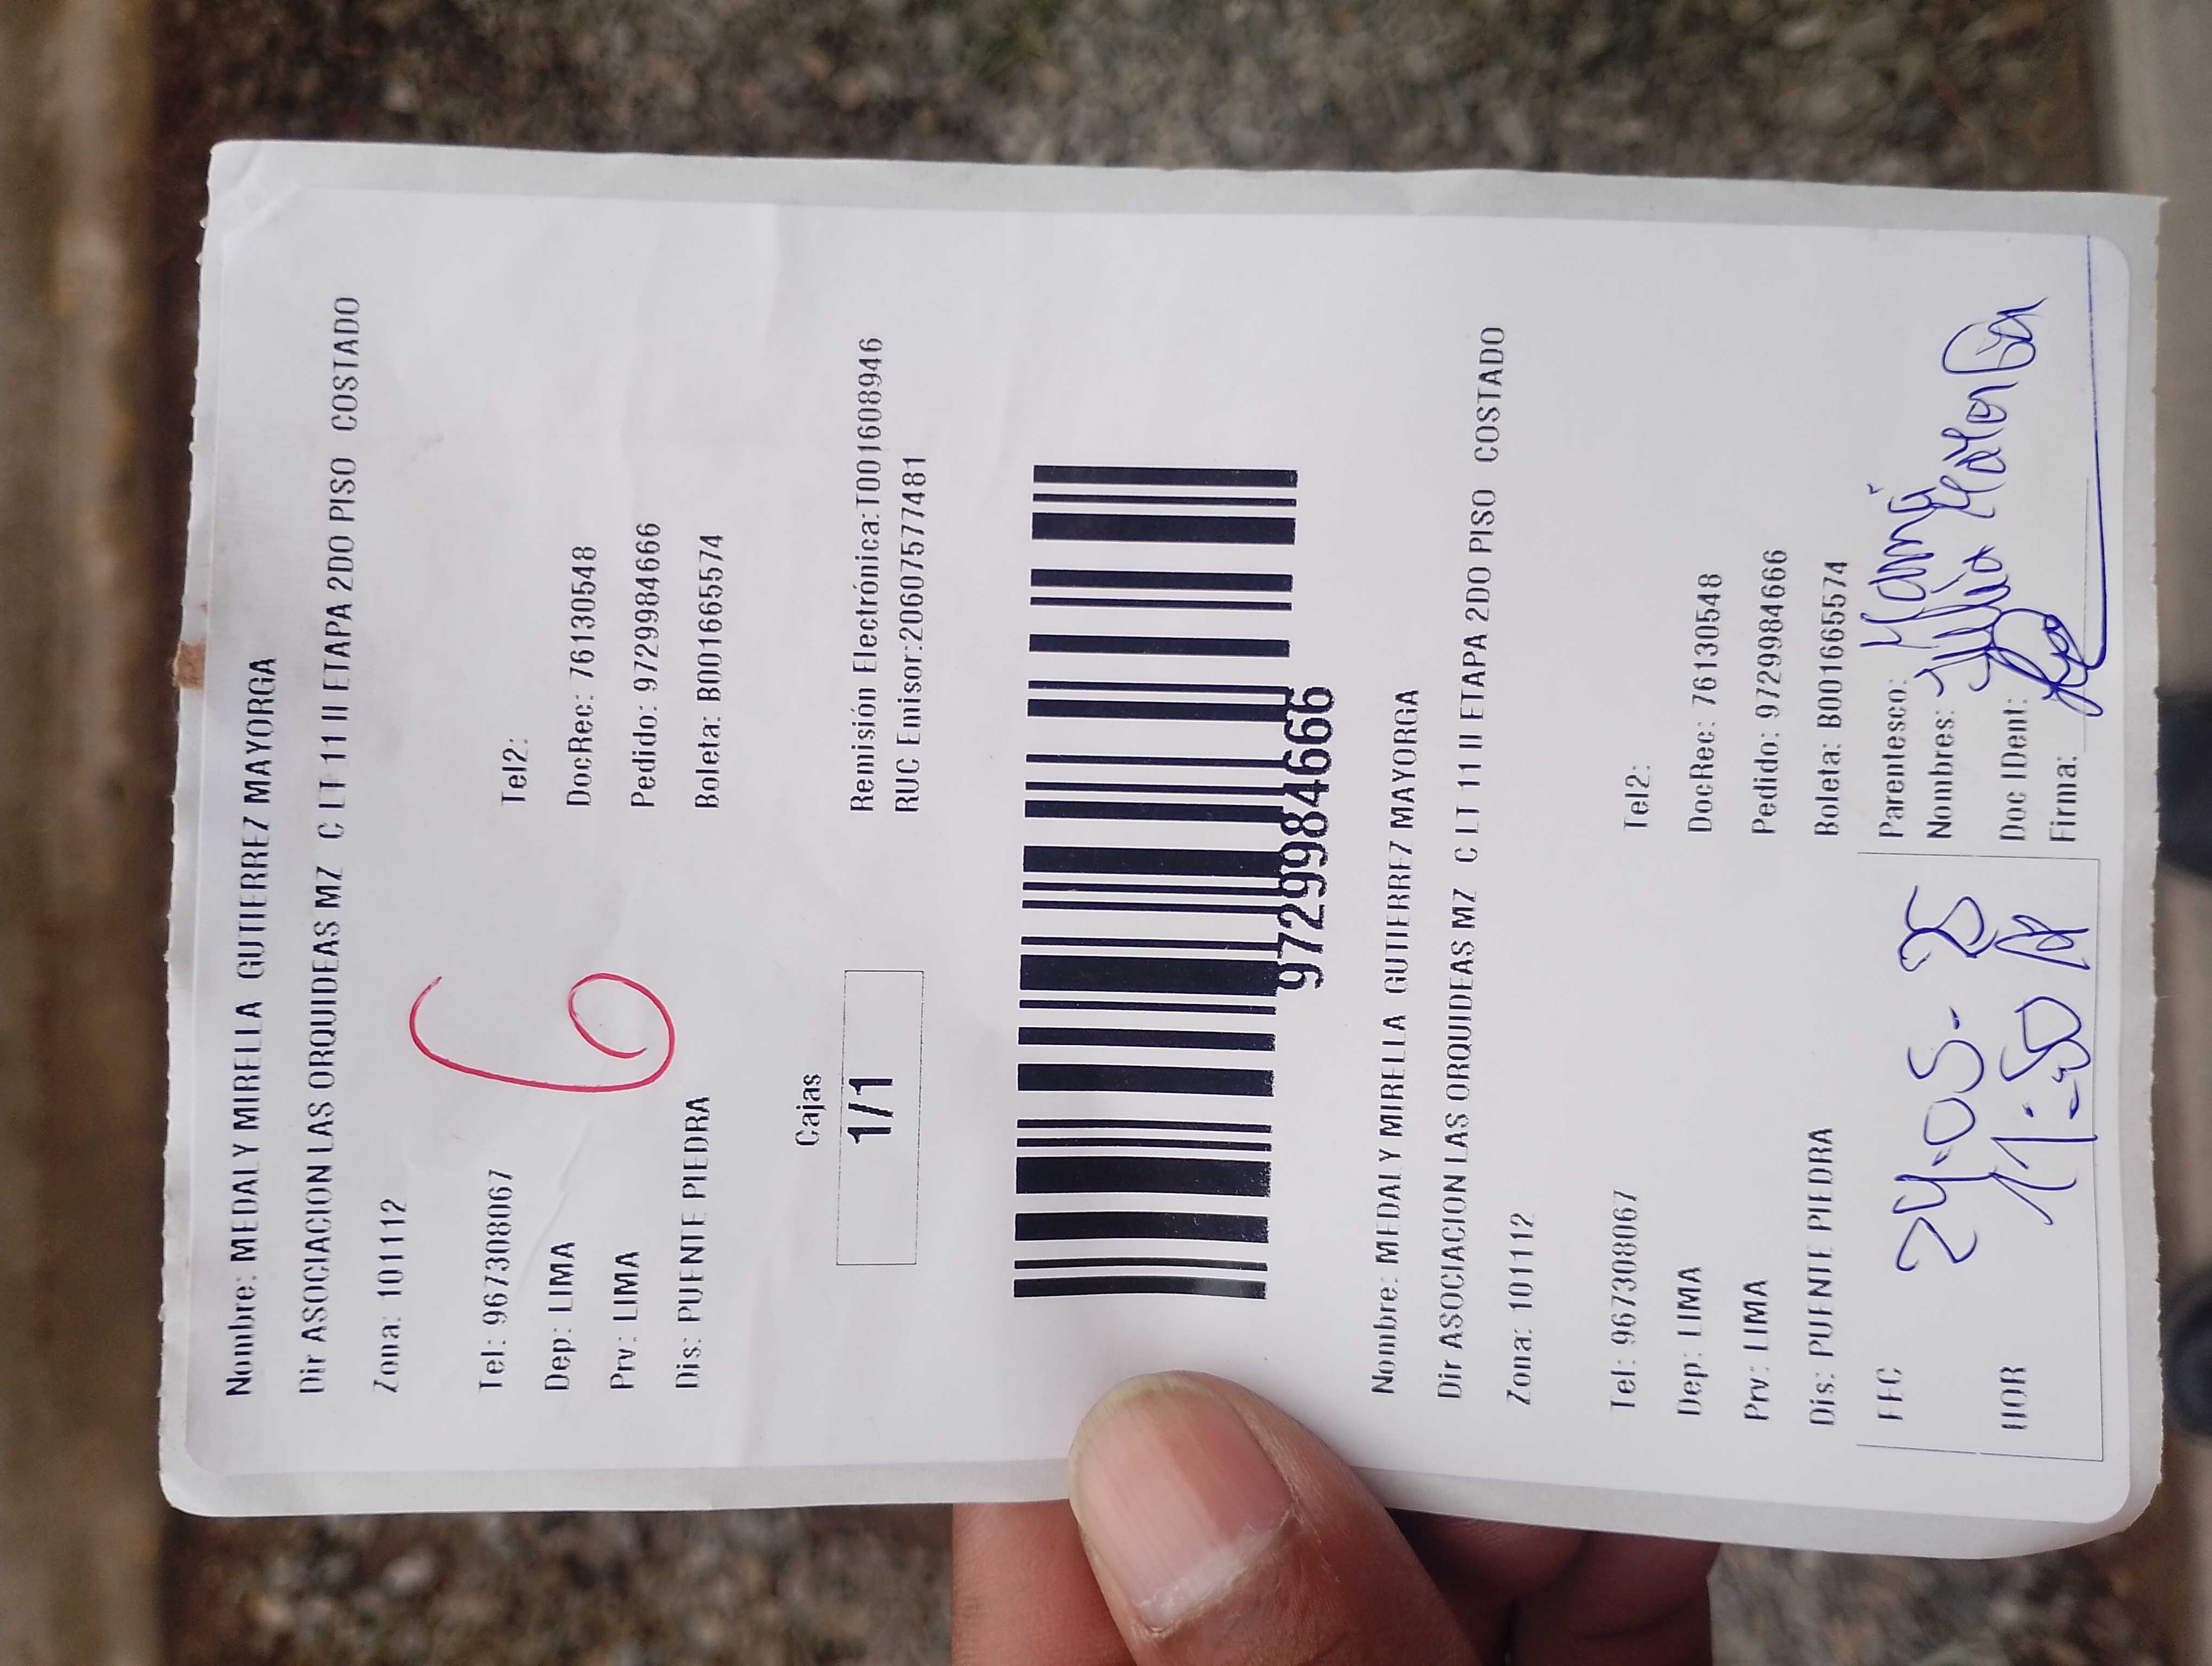 Nombre: MEDALY MIRELLA GUTIERREZ MAYORGA
Dir ASOCIACION LAS ORQUIDEAS MZ C LT 11 II ETAPA 2DO PISO COSTADO
Zona: 101112
6
Tel: 967308067 Tel2:
Dep: LIMA DocRec: 76130548
Prv: LIMA Pedido: 97299984666
Dis: PUENTE PIEDRA Boleta: B001665574
Cajas
1/1
Remisión Electrónica:T001608946
RUC Emisor:20607577481
97299984666
Nombre: MEDALY MIRELLA GUTIERREZ MAYORGA
Dir ASOCIACION LAS ORQUIDEAS MZ C LT 11 II ETAPA 2DO PISO COSTADO
Zona: 101112
Tel: 967308067 Tel2:
Dep: LIMA DocRec: 76130548
Prv: LIMA Pedido: 97299984666
Dis: PUENTE PIEDRA Boleta: B001665574
FEC 24-05-25 Parentesco: Mamá
Nombres: Julia Mayorga
HOR 11:50 Doc IDent:
Firma: